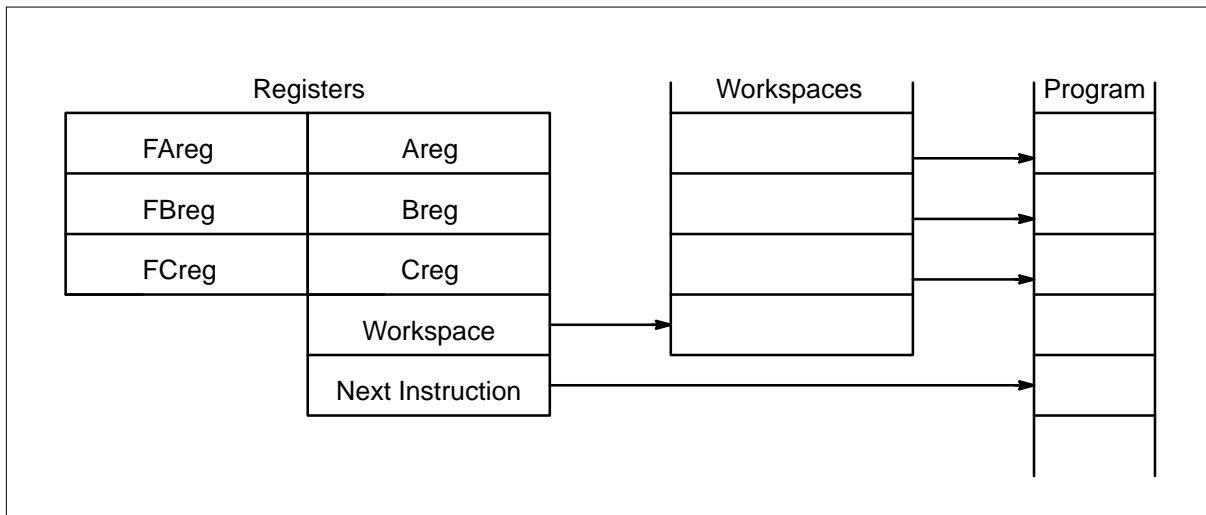 Registers Workspaces Program
FAreg Areg
FBreg Breg
FCreg Creg
Workspace
Next Instruction